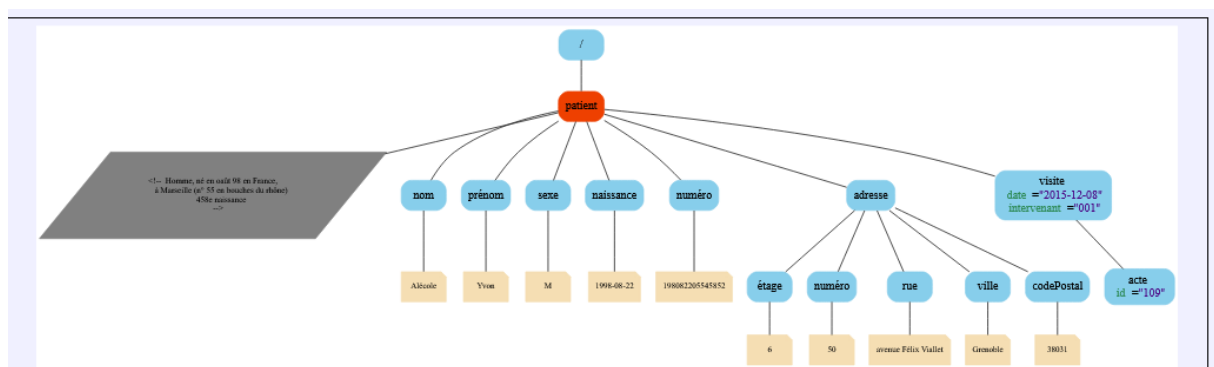 /
patient
<!-- Homme, né en oaût 98 en France,
à Marseille (n° 55 en bouches du rhône)
458e naissance
-->
nom
prénom
sexe
naissance
numéro
adresse
visite
date ="2015-12-08"
intervenant ="001"
Alécole
Yvon
M
1998-08-22
198082205545852
étage
numéro
rue
ville
codePostal
acte
id ="109"
6
50
avenue Félix Viallet
Grenoble
38031